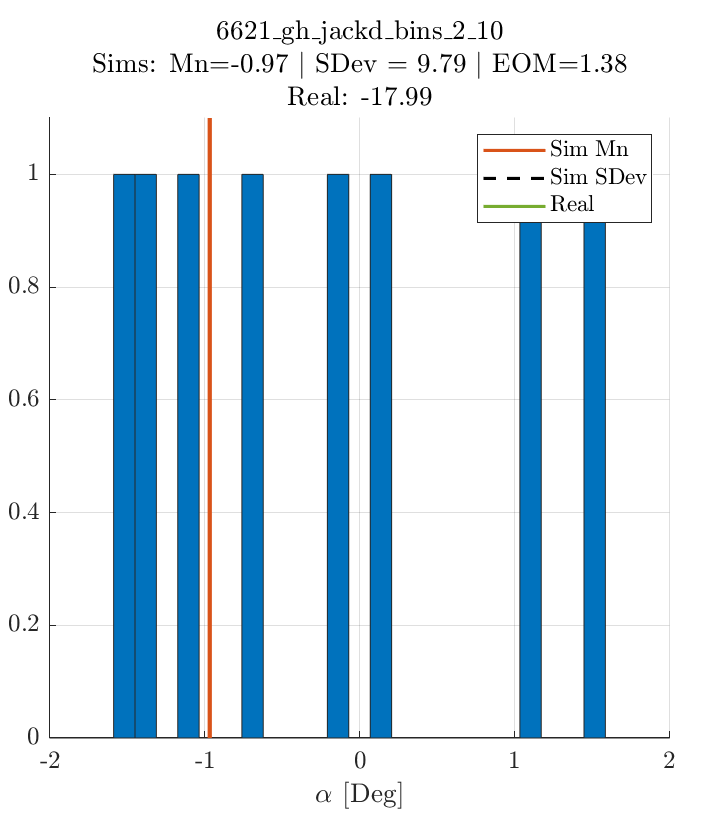 6621_gh_jackd_bins_2_10
Sims: Mn=-0.97 | SDev = 9.79 | EOM=1.38
Real: -17.99
Sim Mn
Sim SDev
Real
1
0.8
0.6
0.4
0.2
0
-2 -1 0 1 2
α [Deg]